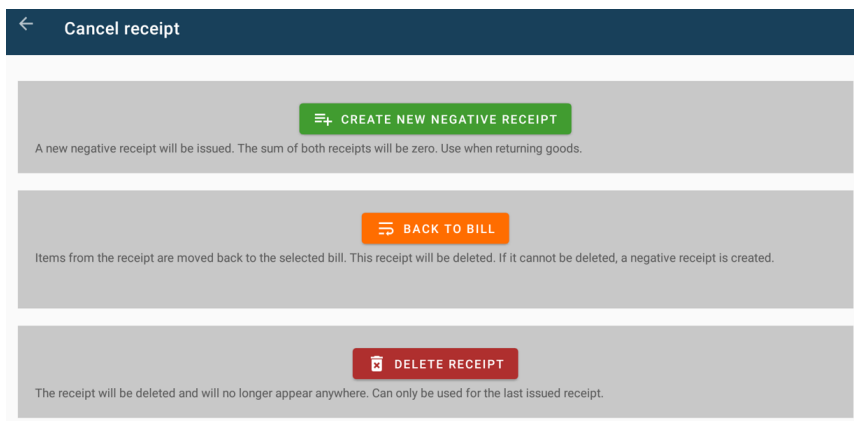 Cancel receipt
CREATE NEW NEGATIVE RECEIPT
A new negative receipt will be issued. The sum of both receipts will be zero. Use when returning goods.
BACK TO BILL
Items from the receipt are moved back to the selected bill. This receipt will be deleted. If it cannot be deleted, a negative receipt is created.
DELETE RECEIPT
The receipt will be deleted and will no longer appear anywhere. Can only be used for the last issued receipt.